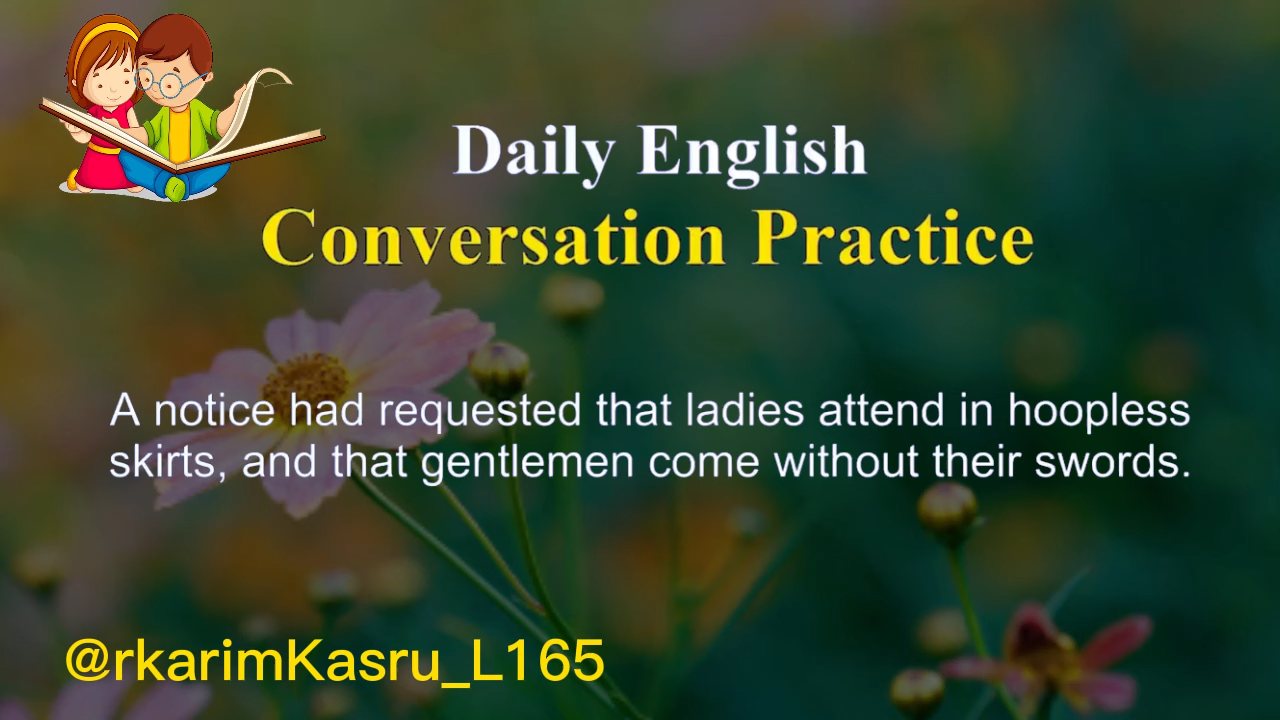 Daily English
Conversation Practice
A notice had requested that ladies attend in hoopless
skirts, and that gentlemen come without their swords.
@rkarimKasru_L165